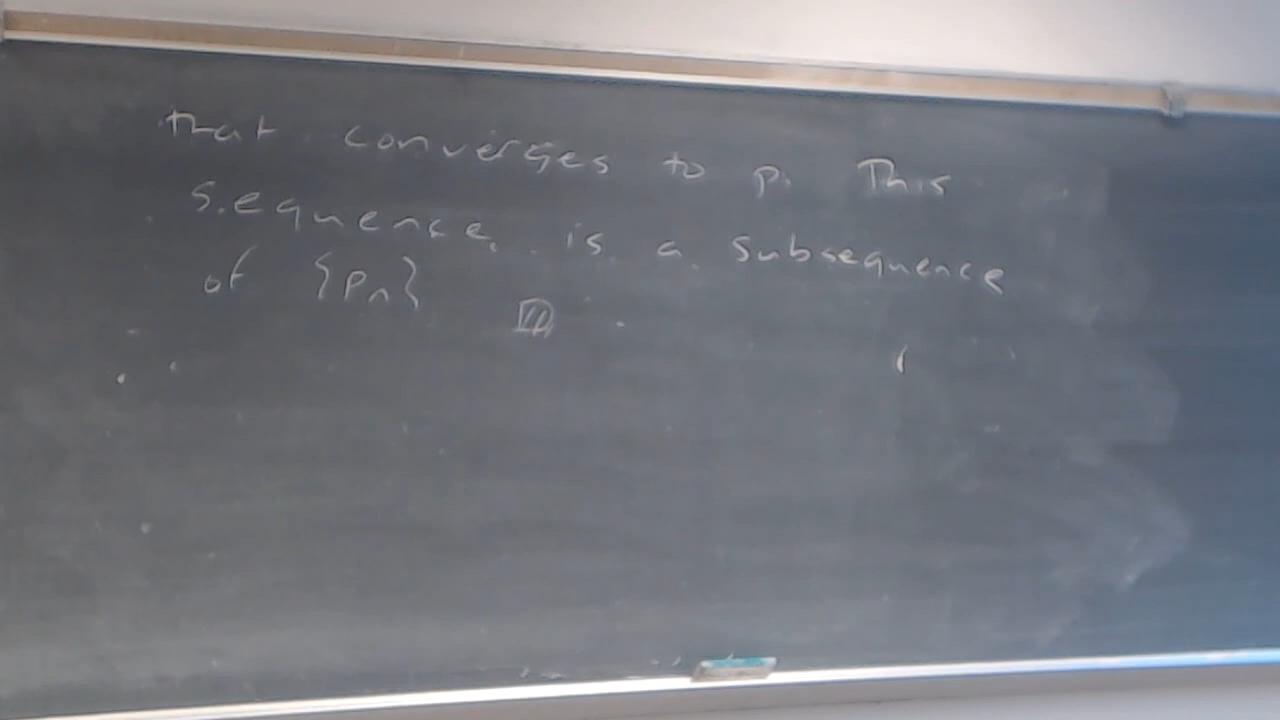 that converges to p. This
sequence is a subsequence
of {pₙ}